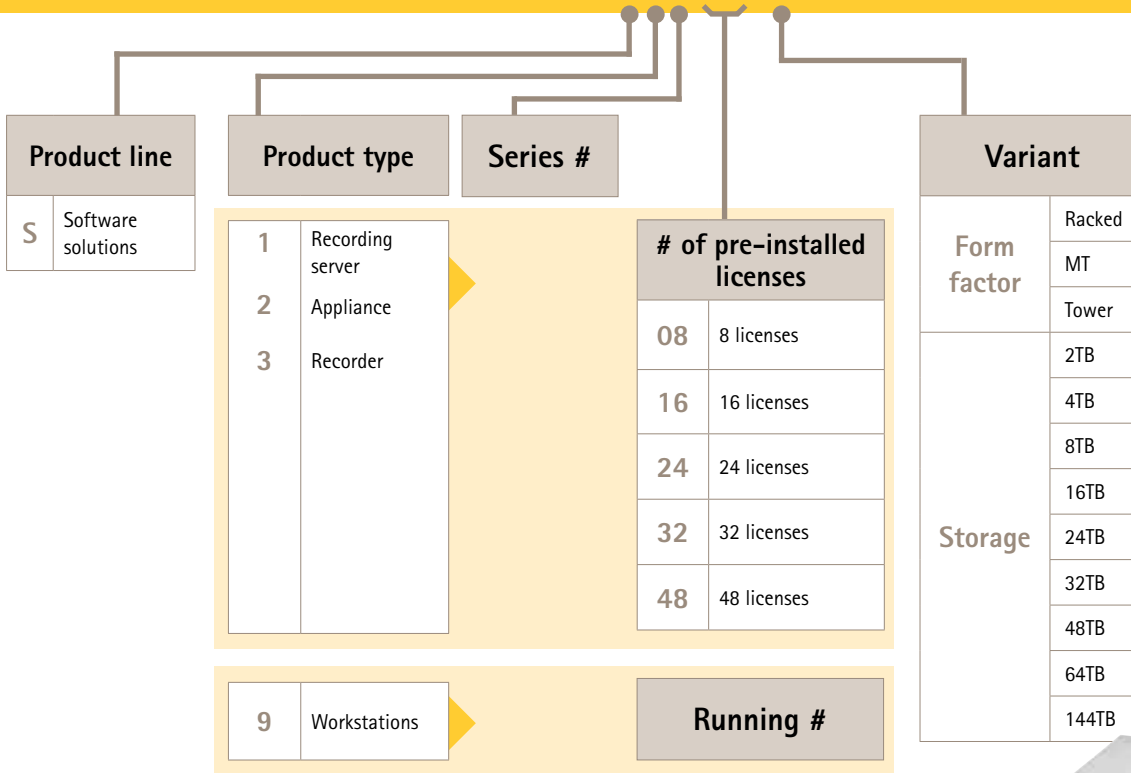 Product line
S
Software
solutions
Product type
Series #
1
Recording
server
2
Appliance
3
Recorder
# of pre-installed
licenses
08
8 licenses
16
16 licenses
24
24 licenses
32
32 licenses
48
48 licenses
9
Workstations
Running #
Variant
Form
factor
Racked
MT
Tower
Storage
2TB
4TB
8TB
16TB
24TB
32TB
48TB
64TB
144TB